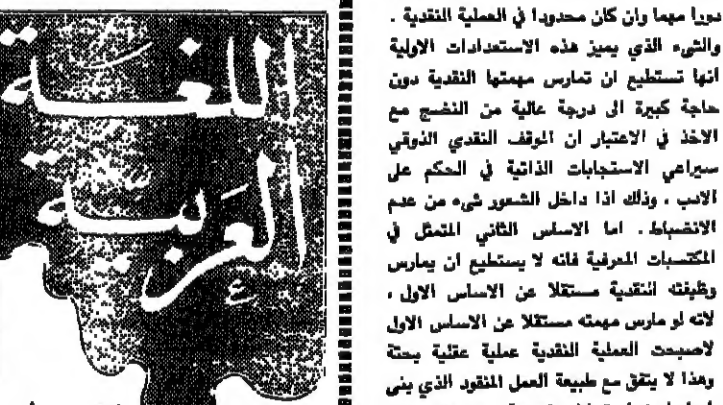 اللغة
العربية
دورا مهما وان كان محدودا في العملية النقدية .
والشيء الذي يميز هذه الاستعدادات الاولية
انها تستطيع ان تمارس مهمتها النقدية دون
حاجة كبيرة الى درجة عالية من النضج مع
الاخذ في الاعتبار ان الموقف النقدي الذوقي
سيراعي الاستجابات الذاتية في الحكم على
الادب ، وذلك اذا داخل الشعور شيء من عدم
الانضباط . اما الاساس الثاني المتمثل في
المكتسبات المعرفية فانه لا يستطيع ان يمارس
وظيفته النقدية مستقلا عن الاساس الاول ،
لانه لو مارس مهمته مستقلا عن الاساس الاول
لاصبحت العملية النقدية عملية عقلية بحتة
وهذا لا يتفق مع طبيعة العمل المنقود الذي بنى